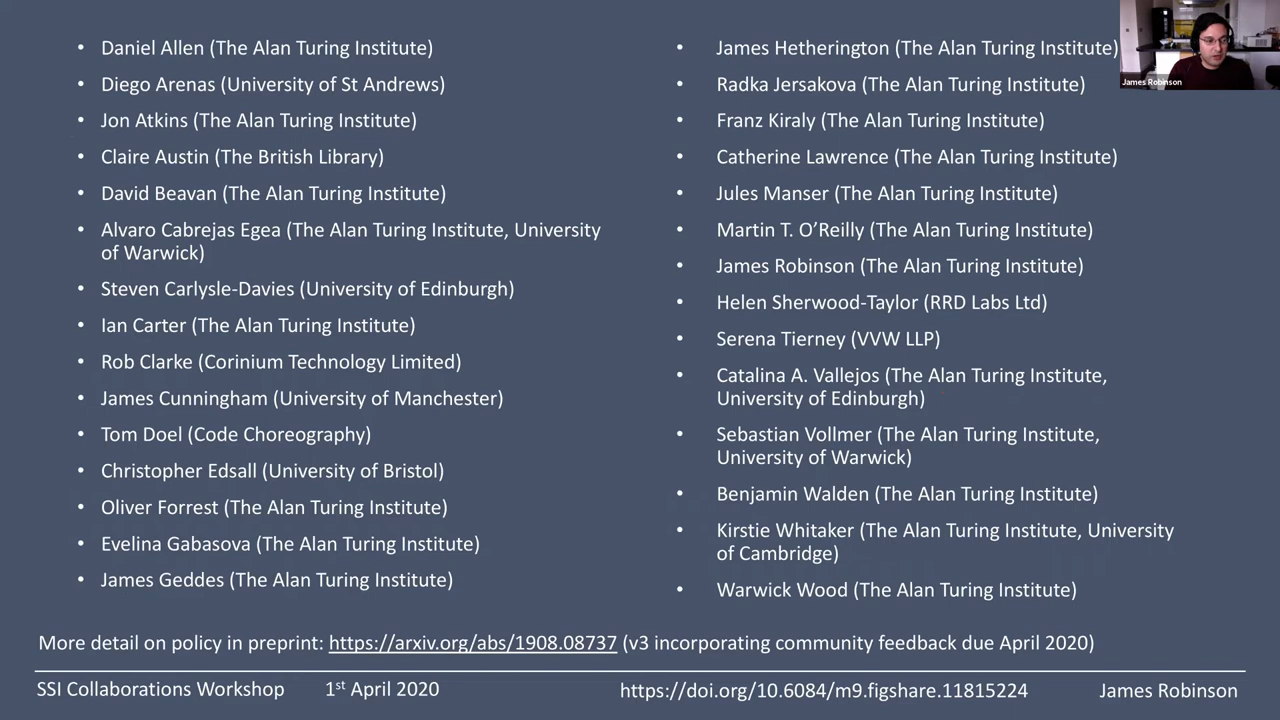 • Daniel Allen (The Alan Turing Institute)
• Diego Arenas (University of St Andrews)
• Jon Atkins (The Alan Turing Institute)
• Claire Austin (The British Library)
• David Beavan (The Alan Turing Institute)
• Alvaro Cabrejas Egea (The Alan Turing Institute, University
of Warwick)
• Steven Carlysle-Davies (University of Edinburgh)
• Ian Carter (The Alan Turing Institute)
• Rob Clarke (Corinium Technology Limited)
• James Cunningham (University of Manchester)
• Tom Doel (Code Choreography)
• Christopher Edsall (University of Bristol)
• Oliver Forrest (The Alan Turing Institute)
• Evelina Gabasova (The Alan Turing Institute)
• James Geddes (The Alan Turing Institute)
• James Hetherington (The Alan Turing Institute)
• Radka Jersakova (The Alan Turing Institute)
• Franz Kiraly (The Alan Turing Institute)
• Catherine Lawrence (The Alan Turing Institute)
• Jules Manser (The Alan Turing Institute)
• Martin T. O’Reilly (The Alan Turing Institute)
• James Robinson (The Alan Turing Institute)
• Helen Sherwood-Taylor (RRD Labs Ltd)
• Serena Tierney (VVW LLP)
• Catalina A. Vallejos (The Alan Turing Institute,
University of Edinburgh)
• Sebastian Vollmer (The Alan Turing Institute,
University of Warwick)
• Benjamin Walden (The Alan Turing Institute)
• Kirstie Whitaker (The Alan Turing Institute, University
of Cambridge)
• Warwick Wood (The Alan Turing Institute)
James Robinson
More detail on policy in preprint: https://arxiv.org/abs/1908.08737 (v3 incorporating community feedback due April 2020)
SSI Collaborations Workshop 1st April 2020 https://doi.org/10.6084/m9.figshare.11815224 James Robinson